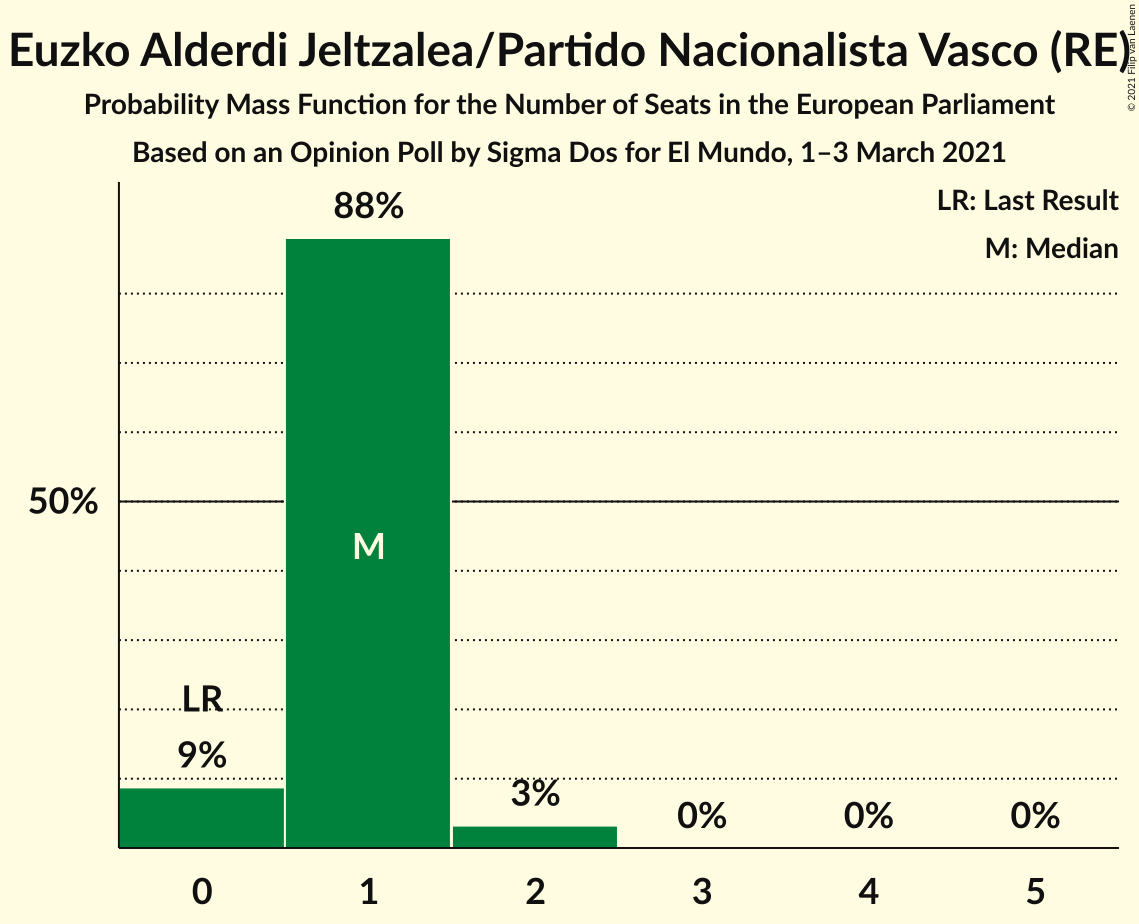 Euzko Alderdi Jeltzalea/Partido Nacionalista Vasco (RE)
© 2021 Filip van Laenen
Probability Mass Function for the Number of Seats in the European Parliament
Based on an Opinion Poll by Sigma Dos for El Mundo, 1–3 March 2021
LR: Last Result
M: Median
88%
50%
M
LR
9%
3%
0%
0%
0%
0
1
2
3
4
5